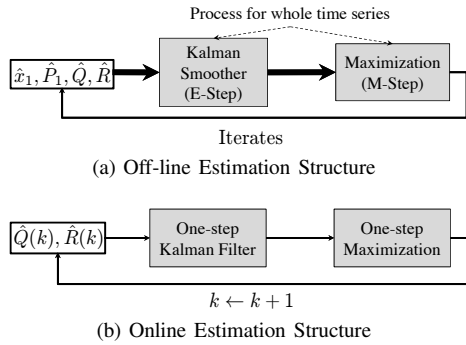 Process for whole time series
x̂₁, P̂₁, Q̂, R̂
Kalman
Smoother
(E-Step)
Maximization
(M-Step)
Iterates
(a) Off-line Estimation Structure
Q̂(k), R̂(k)
One-step
Kalman Filter
One-step
Maximization
k ← k + 1
(b) Online Estimation Structure